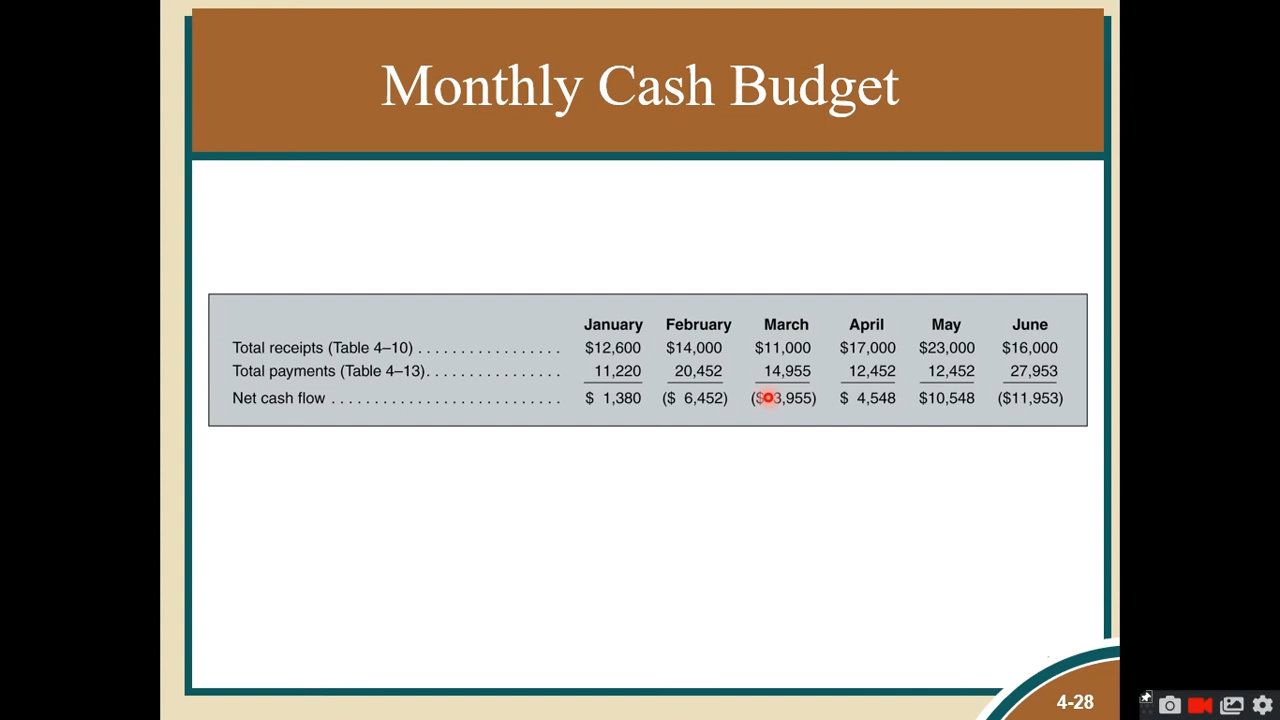 Monthly Cash Budget
January February March April May June
Total receipts (Table 4–10) . . . . . . . . . . . . . . . . . $12,600 $14,000 $11,000 $17,000 $23,000 $16,000
Total payments (Table 4–13). . . . . . . . . . . . . . . . 11,220 20,452 14,955 12,452 12,452 27,953
Net cash flow . . . . . . . . . . . . . . . . . . . . . . . . . . . $ 1,380 ($ 6,452) ($ 3,955) $ 4,548 $10,548 ($11,953)
4-28